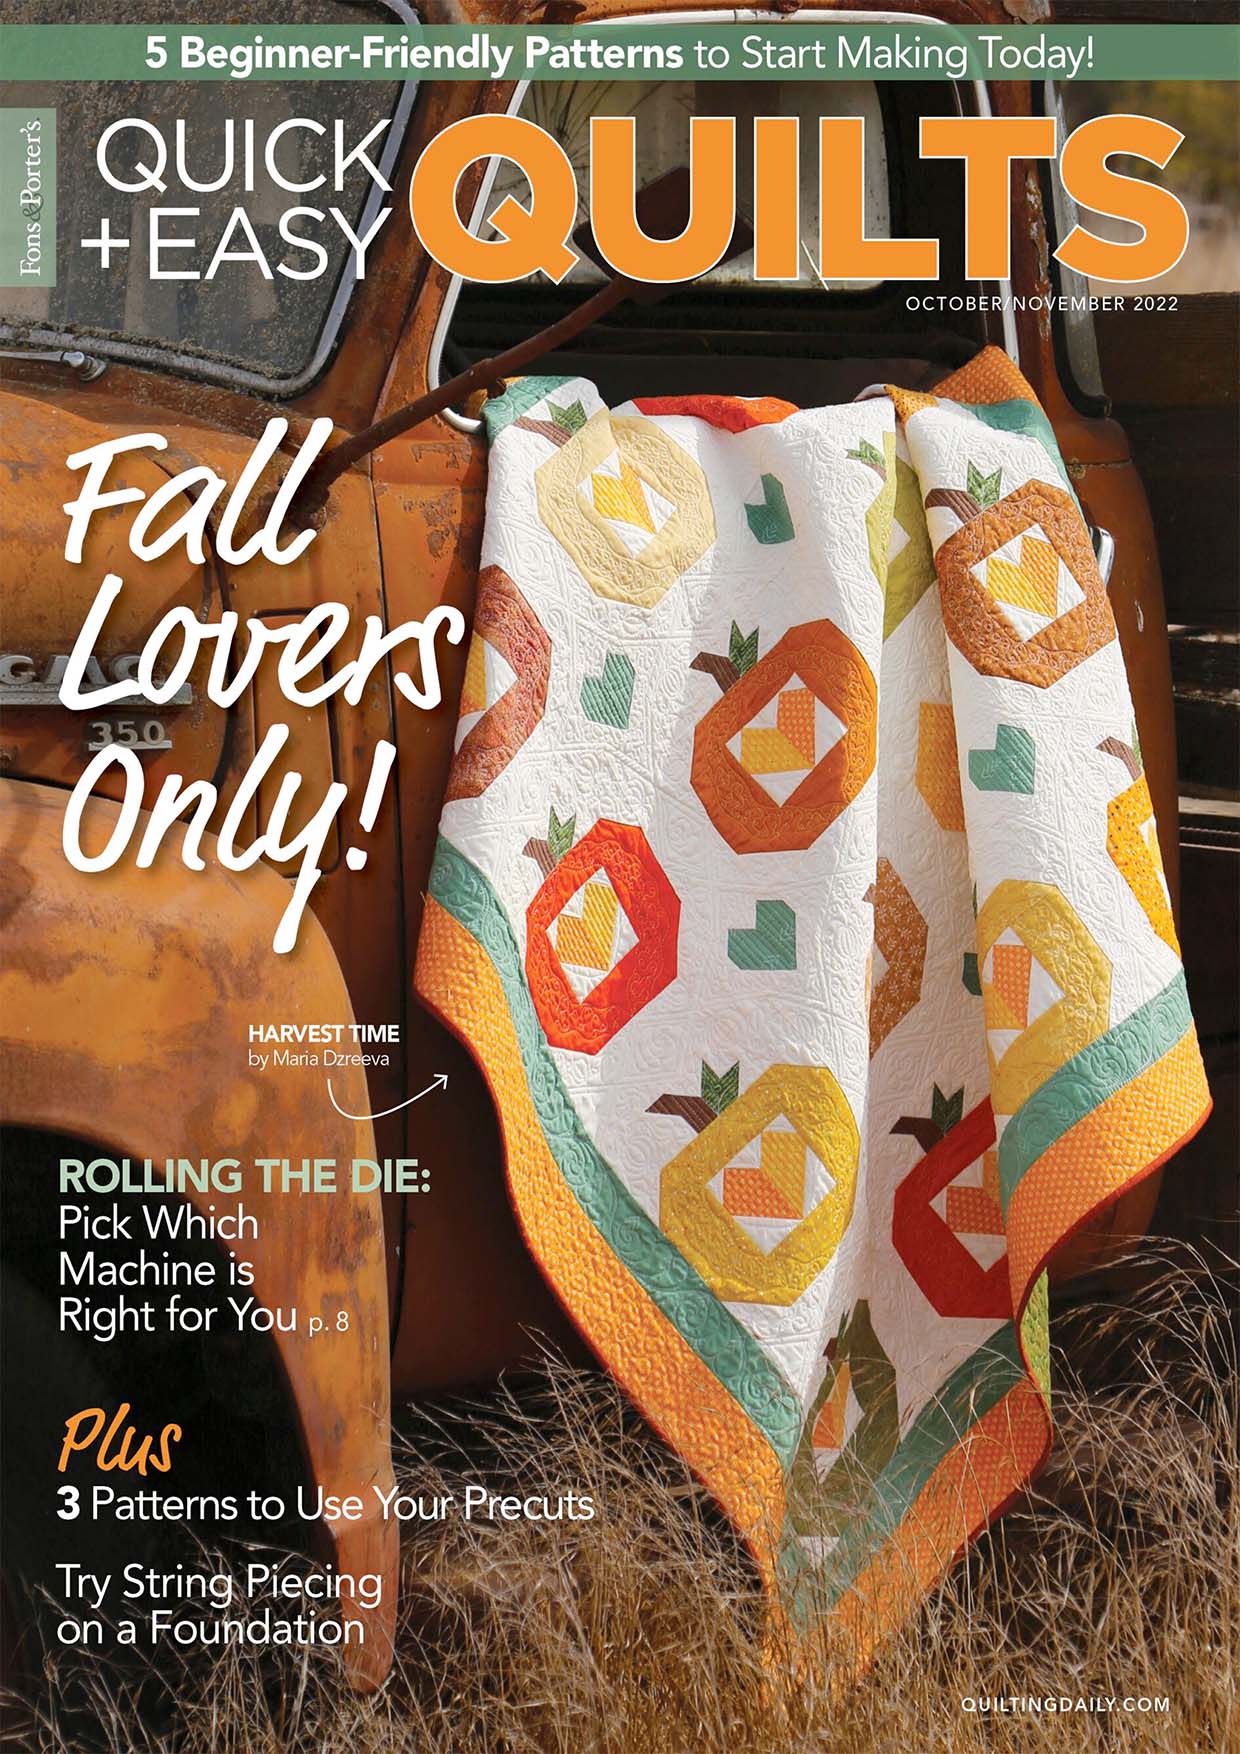 5 Beginner-Friendly Patterns to Start Making Today!
Fons&Porter's
QUICK
+EASY
QUILTS
OCTOBER/NOVEMBER 2022
Fall
Lovers
Only!
GMC
350
HARVEST TIME
by Maria Dzreeva
ROLLING THE DIE:
Pick Which
Machine is
Right for You p. 8
Plus
3 Patterns to Use Your Precuts
Try String Piecing
on a Foundation
QUILTINGDAILY.COM